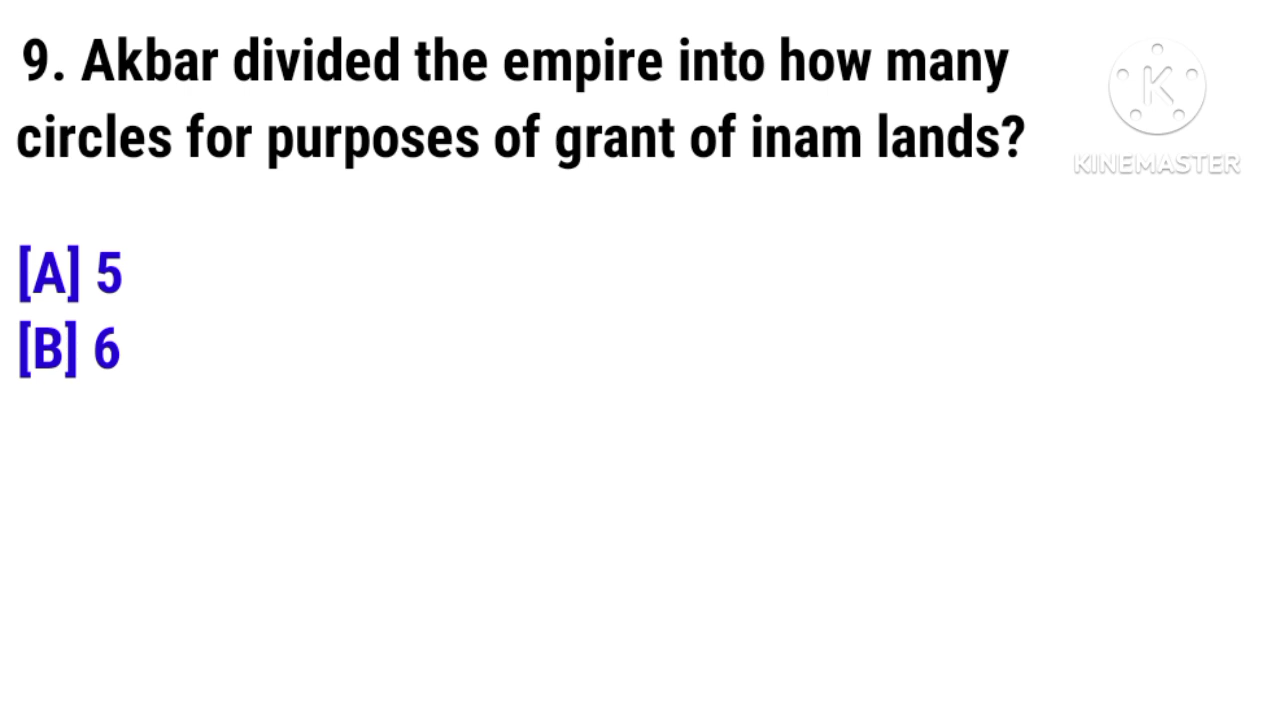 9. Akbar divided the empire into how many
circles for purposes of grant of inam lands?
K
KINEMASTER
[A] 5
[B] 6